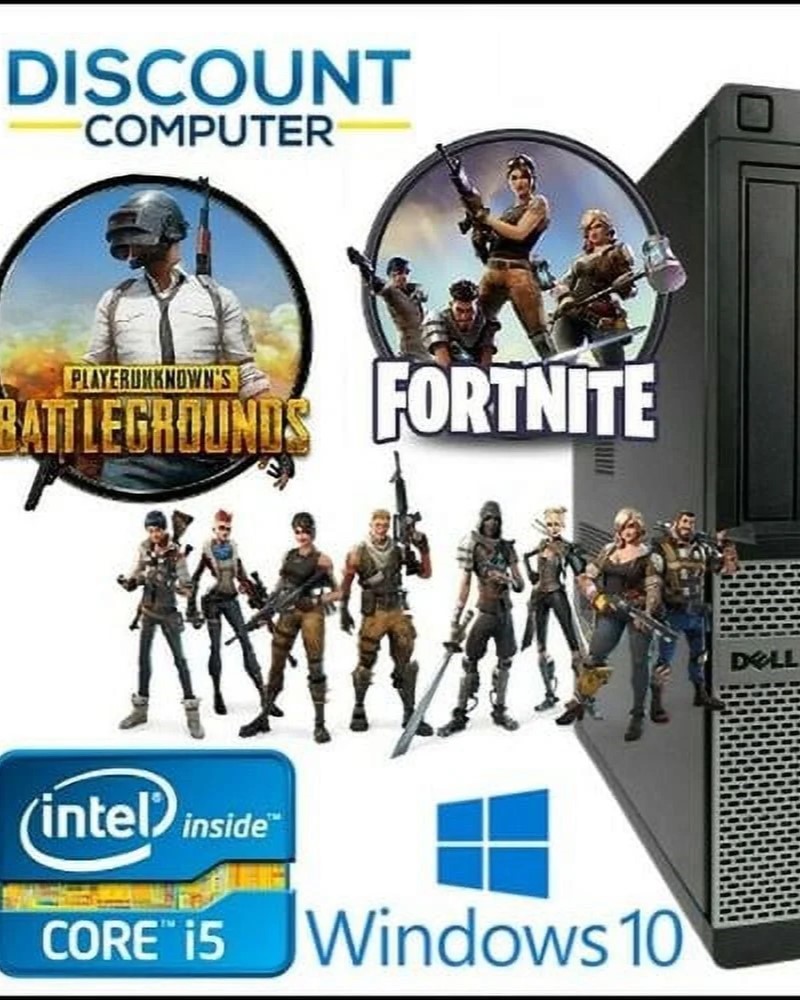 DISCOUNT
COMPUTER
PLAYERUNKNOWN'S
BATTLEGROUNDS
FORTNITE
DELL
intel® inside™
CORE™ i5
Windows 10